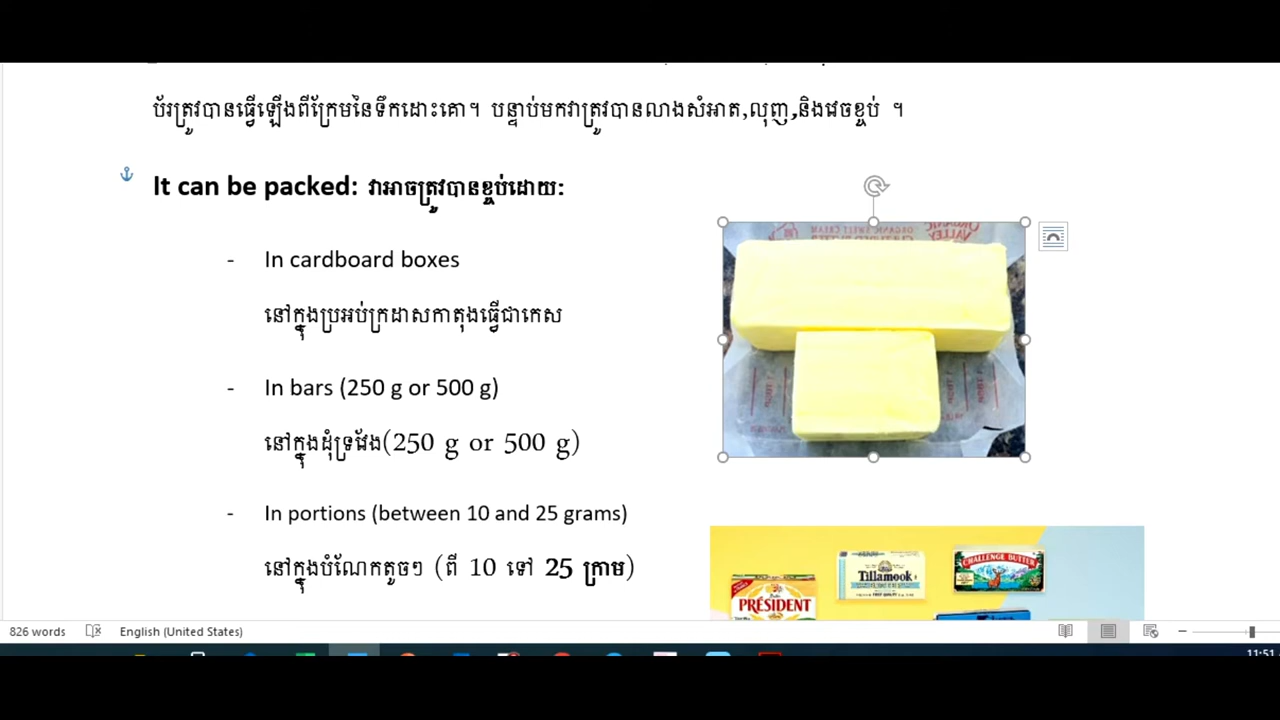 ប័រត្រូវបានធ្វើឡើងពីក្រែមនៃទឹកដោះគោ។ បន្ទាប់មកវាត្រូវបានលាងសំអាត,លុញ,និងវេចខ្ចប់ ។
It can be packed: វាអាចត្រូវបានខ្ចប់ដោយ:
- In cardboard boxes
នៅក្នុងប្រអប់ក្រដាសកាតុងធ្វើជាកេស
- In bars (250 g or 500 g)
នៅក្នុងដុំទ្រវែង(250 g or 500 g)
- In portions (between 10 and 25 grams)
នៅក្នុងបំណែកតូចៗ (ពី 10 ទៅ 25 ក្រាម)
Tillamook
CHALLENGE BUTTER
PRÉSIDENT
826 words
English (United States)
11:51